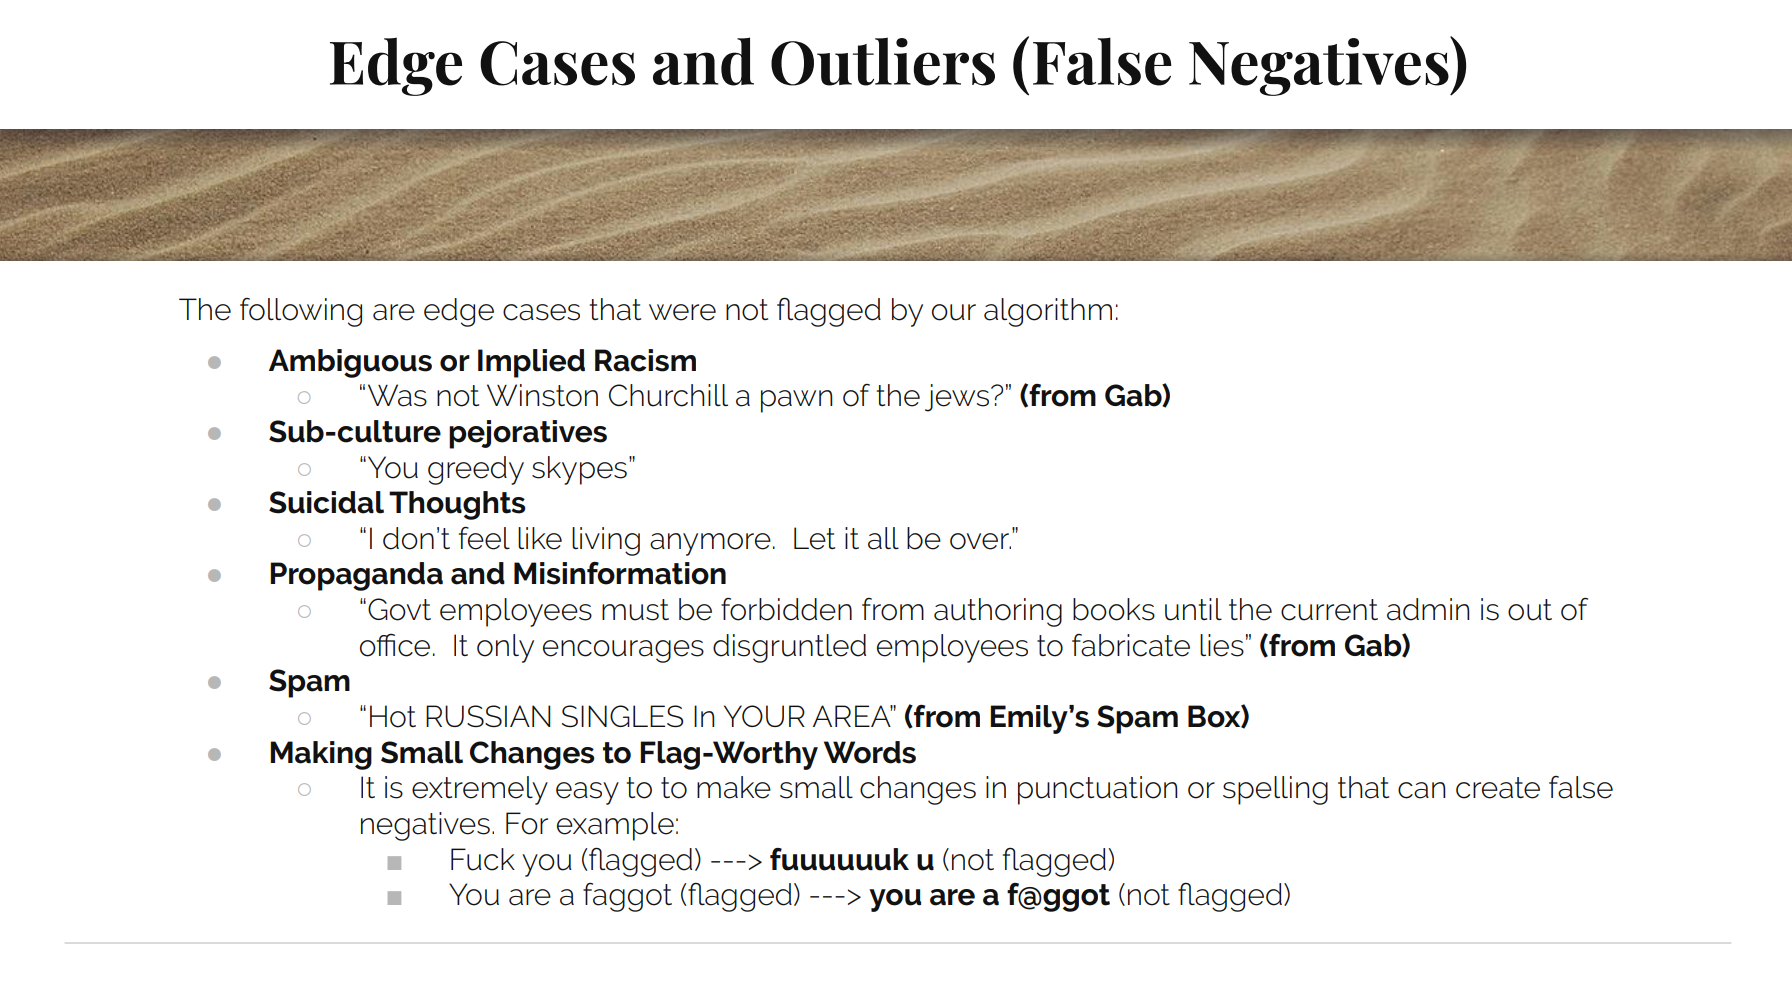 Edge Cases and Outliers (False Negatives)
The following are edge cases that were not flagged by our algorithm:
● Ambiguous or Implied Racism
○ “Was not Winston Churchill a pawn of the jews?” (from Gab)
● Sub-culture pejoratives
○ “You greedy skypes”
● Suicidal Thoughts
○ “I don’t feel like living anymore.  Let it all be over.”
● Propaganda and Misinformation
○ “Govt employees must be forbidden from authoring books until the current admin is out of
office.  It only encourages disgruntled employees to fabricate lies” (from Gab)
● Spam
○ “Hot RUSSIAN SINGLES In YOUR AREA” (from Emily’s Spam Box)
● Making Small Changes to Flag-Worthy Words
○ It is extremely easy to to make small changes in punctuation or spelling that can create false
negatives. For example:
■ Fuck you (flagged) ---> fuuuuuuk u (not flagged)
■ You are a faggot (flagged) ---> you are a f@ggot (not flagged)